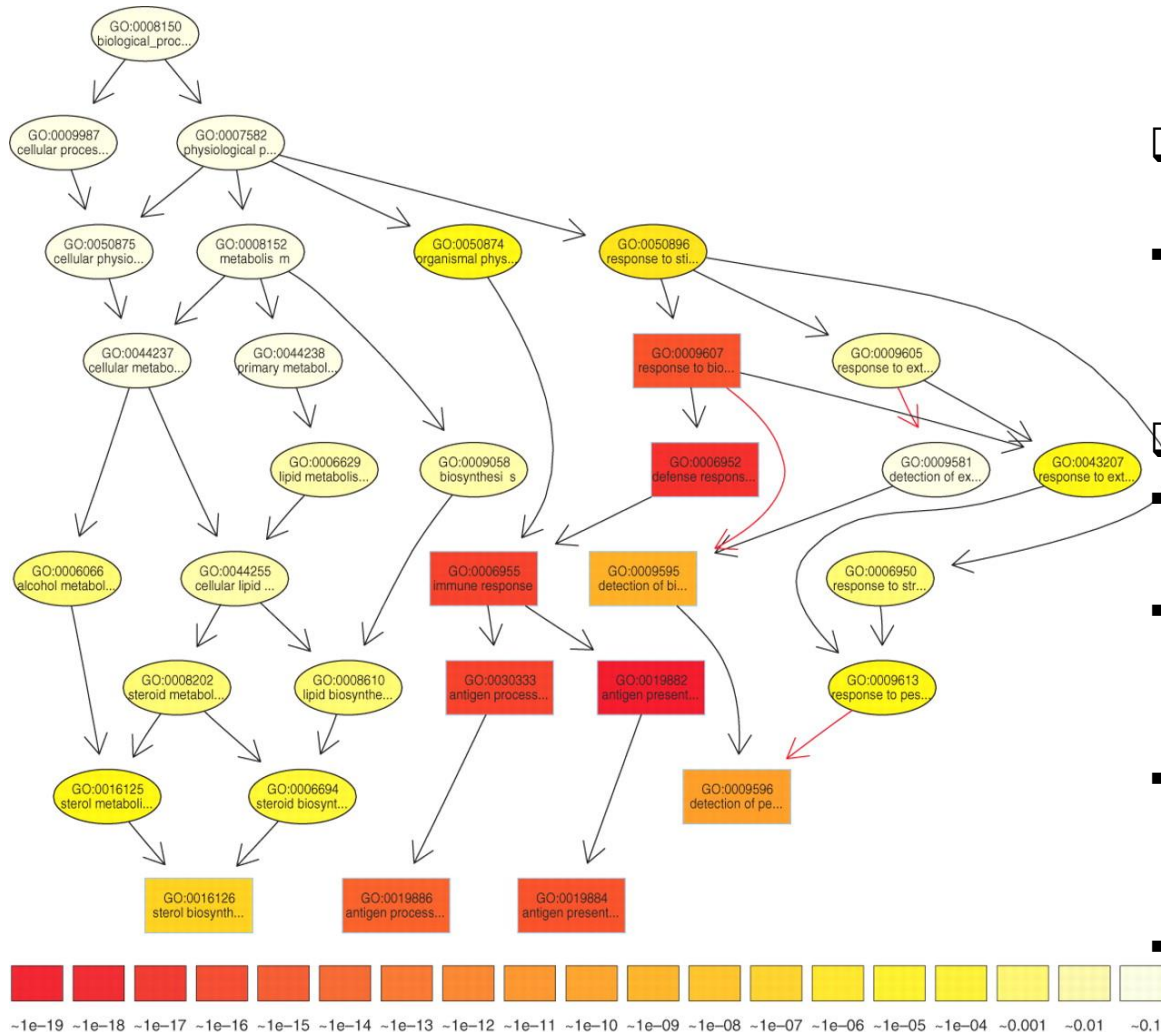 GO:0008150
biological_proc...
GO:0009987
cellular proces...
GO:0007582
physiological p...
GO:0050875
cellular physio...
GO:0008152
metabolis m
GO:0050874
organismal phys...
GO:0050896
response to sti...
GO:0044237
cellular metabo...
GO:0044238
primary metabol...
GO:0009607
response to bio...
GO:0009605
response to ext...
GO:0006629
lipid metabolis...
GO:0009058
biosynthesi s
GO:0006952
defense respons...
GO:0009581
detection of ex...
GO:0043207
response to ext...
GO:0006066
alcohol metabol...
GO:0044255
cellular lipid ...
GO:0006955
immune response
GO:0009595
detection of bi...
GO:0006950
response to str...
GO:0008202
steroid metabol...
GO:0008610
lipid biosynthe...
GO:0030333
antigen process...
GO:0019882
antigen present...
GO:0009613
response to pes...
GO:0016125
sterol metaboli...
GO:0006694
steroid biosynt...
GO:0009596
detection of pe...
GO:0016126
sterol biosynth...
GO:0019886
antigen process...
GO:0019884
antigen present...
~1e−19 ~1e−18 ~1e−17 ~1e−16 ~1e−15 ~1e−14 ~1e−13 ~1e−12 ~1e−11 ~1e−10 ~1e−09 ~1e−08 ~1e−07 ~1e−06 ~1e−05 ~1e−04 ~0.001 ~0.01 ~0.1